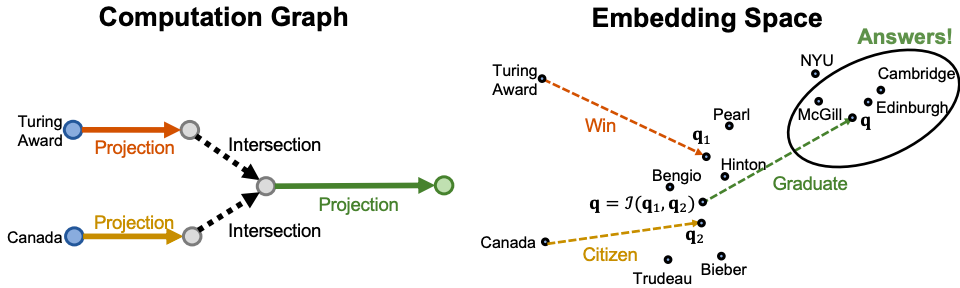 Computation Graph
Turing
Award
Projection
Intersection
Projection
Canada
Projection
Intersection
Embedding Space
Answers!
Turing
Award
NYU
Cambridge
McGill
Edinburgh
𝐪
Win
Pearl
𝐪₁
Hinton
Bengio
Graduate
𝐪 = ℐ(𝐪₁, 𝐪₂)
Canada
Citizen
𝐪₂
Trudeau
Bieber